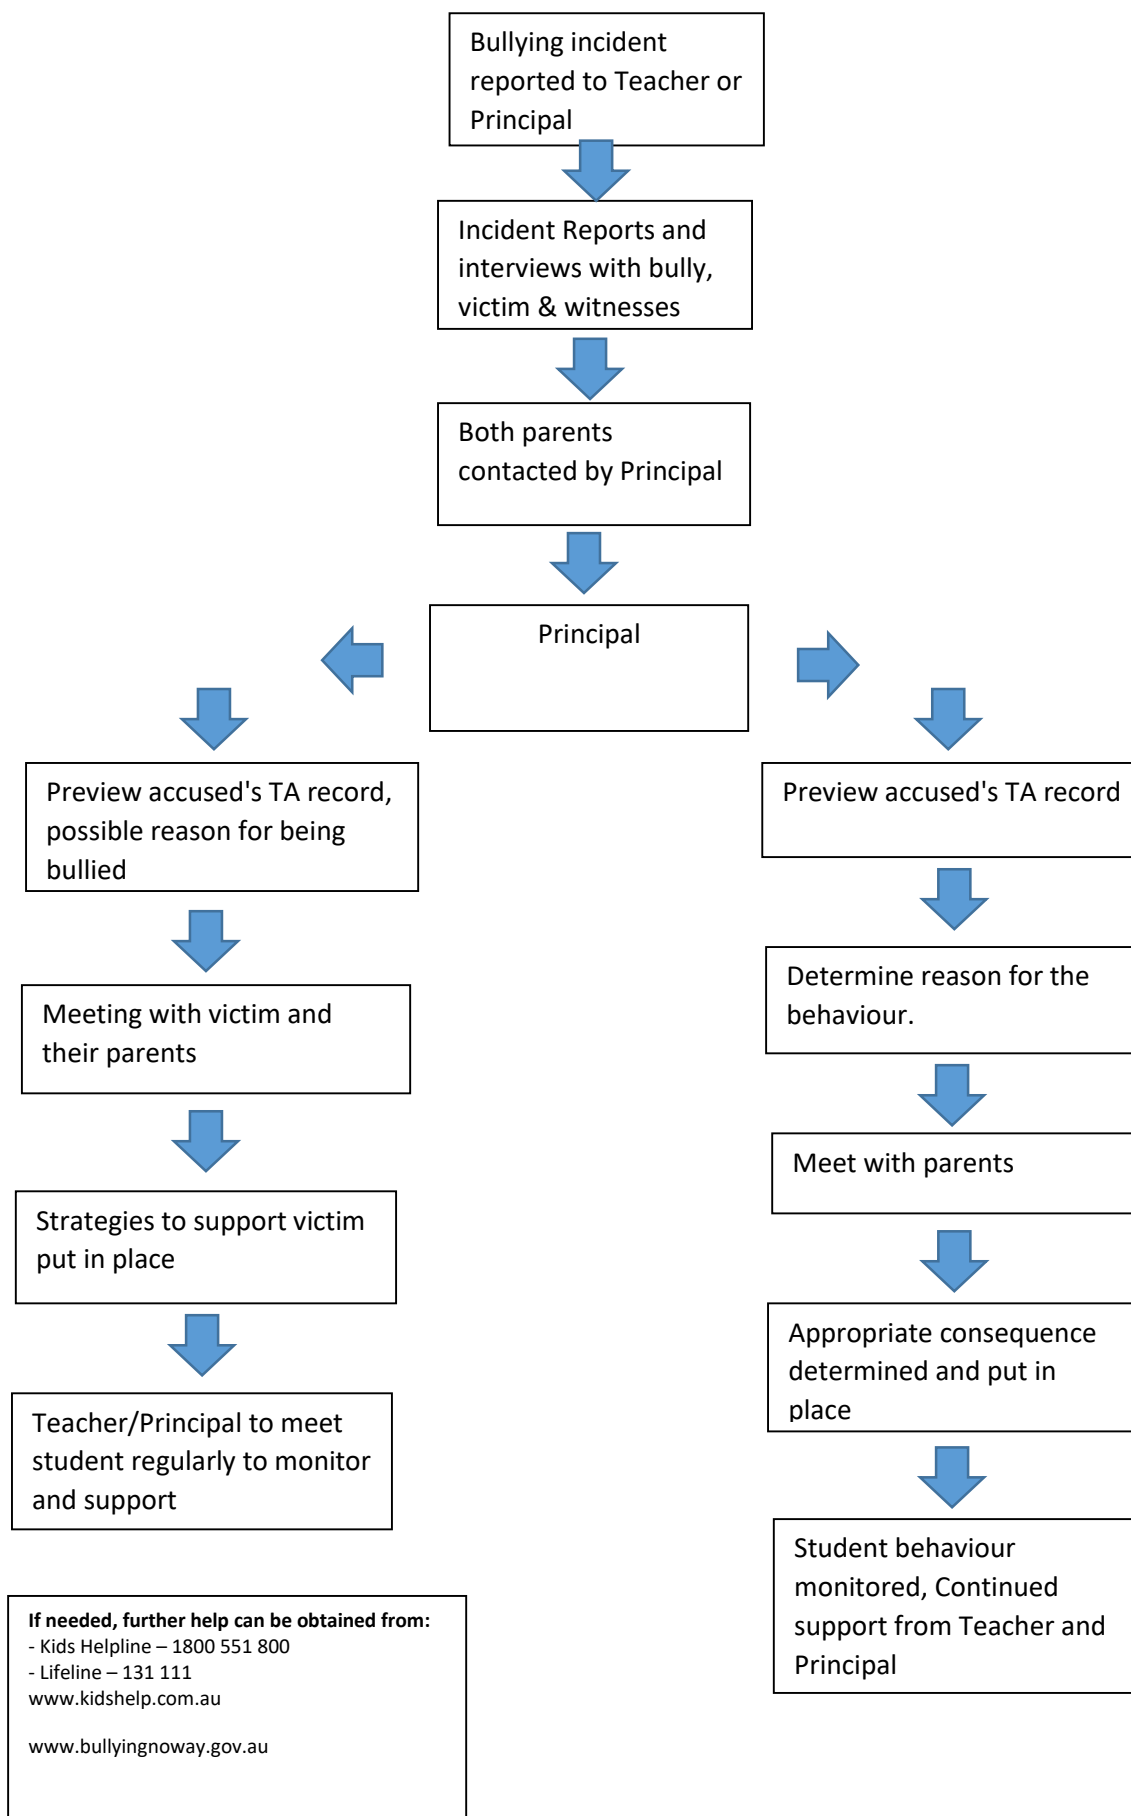 Bullying incident
reported to Teacher or
Principal
Incident Reports and
interviews with bully,
victim & witnesses
Both parents
contacted by Principal
Principal
Preview accused's TA record,
possible reason for being
bullied
Meeting with victim and
their parents
Strategies to support victim
put in place
Teacher/Principal to meet
student regularly to monitor
and support
Preview accused's TA record
Determine reason for the
behaviour.
Meet with parents
Appropriate consequence
determined and put in
place
Student behaviour
monitored, Continued
support from Teacher and
Principal
If needed, further help can be obtained from:
- Kids Helpline – 1800 551 800
- Lifeline – 131 111
www.kidshelp.com.au
www.bullyingnoway.gov.au